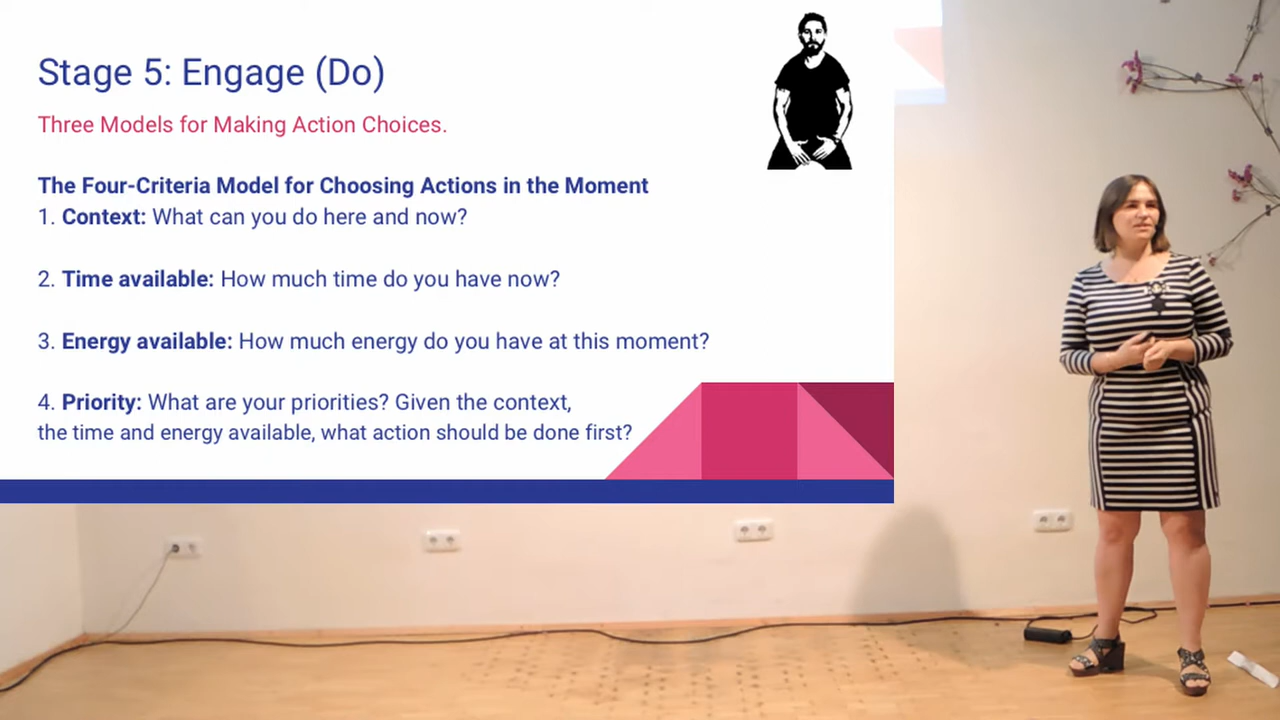 Stage 5: Engage (Do)
Three Models for Making Action Choices.
The Four-Criteria Model for Choosing Actions in the Moment
1. Context: What can you do here and now?
2. Time available: How much time do you have now?
3. Energy available: How much energy do you have at this moment?
4. Priority: What are your priorities? Given the context,
the time and energy available, what action should be done first?